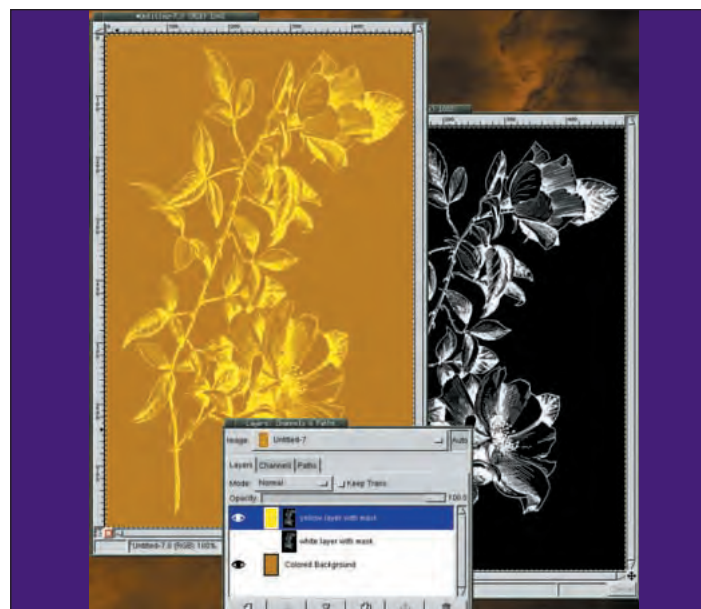 Layers, Channels & Paths
Image:
Untitled-7
Auto
Layers
Channels
Paths
Mode:
Normal
Keep Trans.
Opacity:
100.0
yellow layer with mask
white layer with mask
Colored Background
*Untitled-7.0 (RGB) 100%